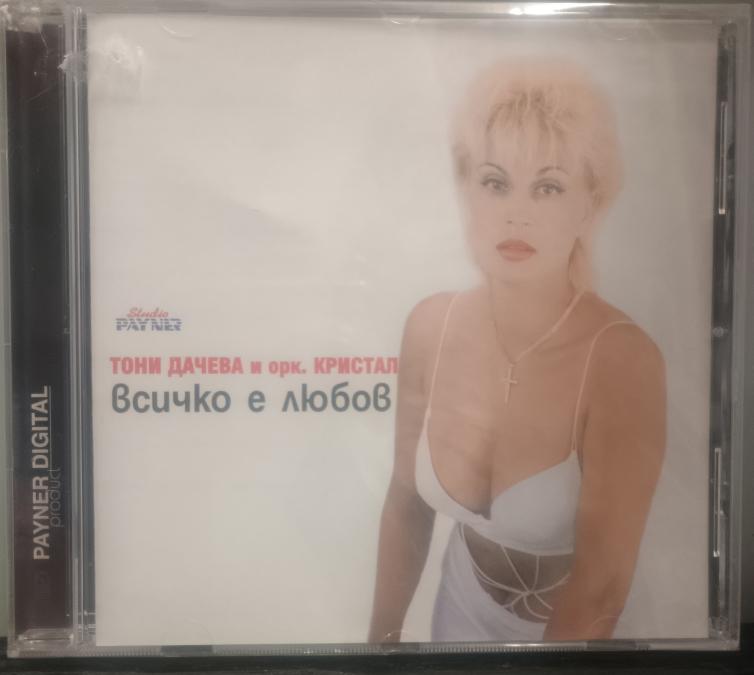 Studio
PAYNER
ТОНИ ДАЧЕВА и орк. КРИСТАЛ
всичко е любов
PAYNER DIGITAL
product